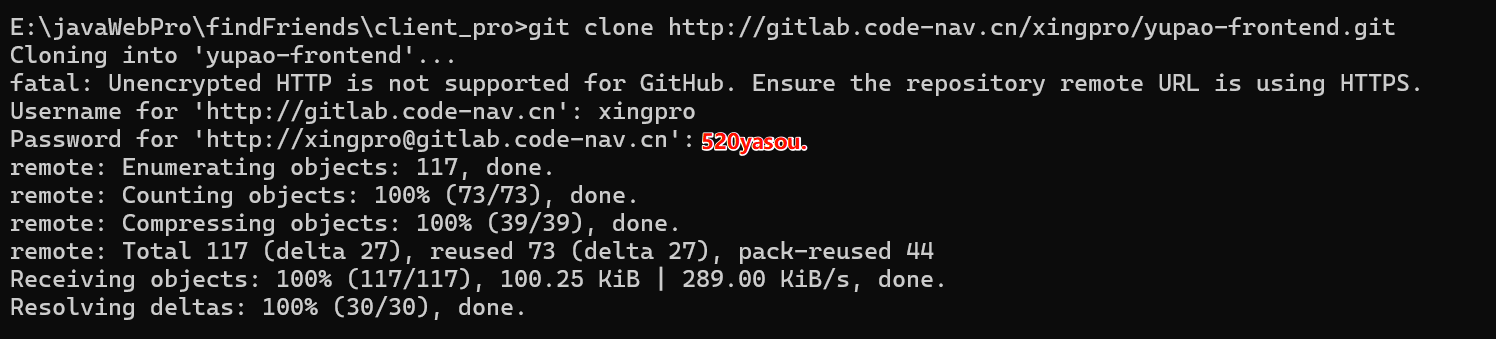 E:\javaWebPro\findFriends\client_pro>git clone http://gitlab.code-nav.cn/xingpro/yupao-frontend.git
Cloning into 'yupao-frontend'...
fatal: Unencrypted HTTP is not supported for GitHub. Ensure the repository remote URL is using HTTPS.
Username for 'http://gitlab.code-nav.cn': xingpro
Password for 'http://xingpro@gitlab.code-nav.cn': 520yasou.
remote: Enumerating objects: 117, done.
remote: Counting objects: 100% (73/73), done.
remote: Compressing objects: 100% (39/39), done.
remote: Total 117 (delta 27), reused 73 (delta 27), pack-reused 44
Receiving objects: 100% (117/117), 100.25 KiB | 289.00 KiB/s, done.
Resolving deltas: 100% (30/30), done.